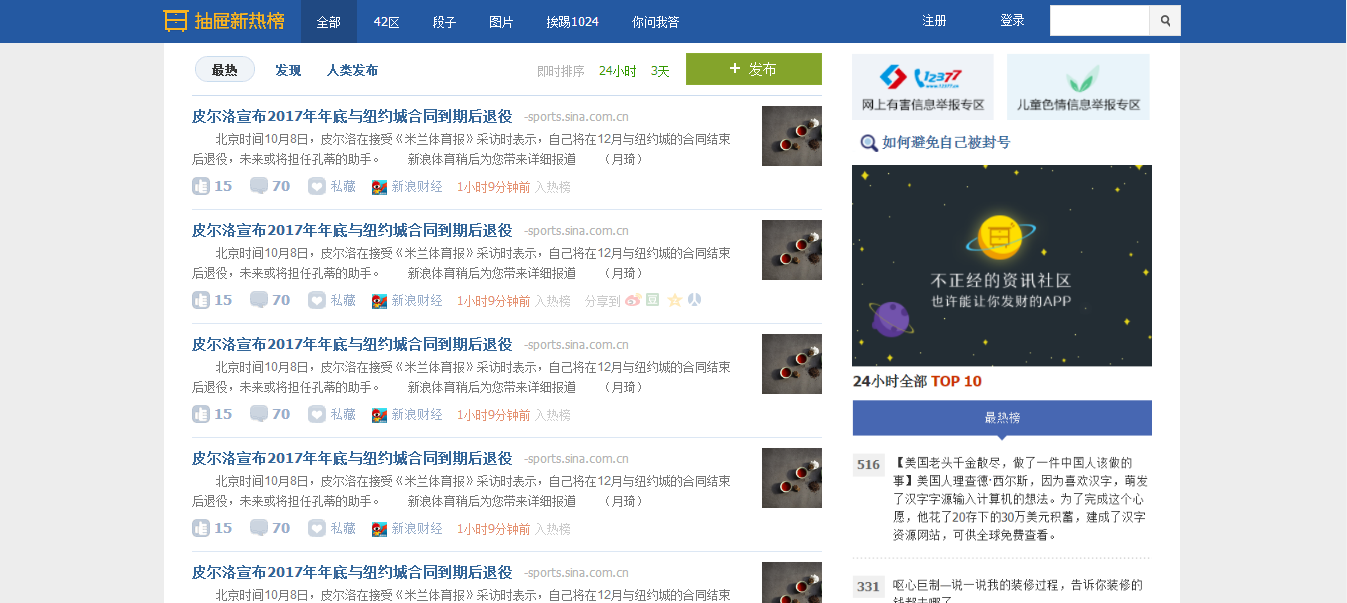 抽屉新热榜 全部 42区 段子 图片 挨踢1024 你问我答 注册 登录
最热 发现 人类发布 即时排序 24小时 3天 + 发布
皮尔洛宣布2017年年底与纽约城合同到期后退役 -sports.sina.com.cn
北京时间10月8日，皮尔洛在接受《米兰体育报》采访时表示，自己将在12月与纽约城的合同结束
后退役，未来或将担任孔蒂的助手。 新浪体育稍后为您带来详细报道 （月琦）
15 70 私藏 新浪财经 1小时9分钟前 入热榜
皮尔洛宣布2017年年底与纽约城合同到期后退役 -sports.sina.com.cn
北京时间10月8日，皮尔洛在接受《米兰体育报》采访时表示，自己将在12月与纽约城的合同结束
后退役，未来或将担任孔蒂的助手。 新浪体育稍后为您带来详细报道 （月琦）
15 70 私藏 新浪财经 1小时9分钟前 入热榜 分享到 豆
皮尔洛宣布2017年年底与纽约城合同到期后退役 -sports.sina.com.cn
北京时间10月8日，皮尔洛在接受《米兰体育报》采访时表示，自己将在12月与纽约城的合同结束
后退役，未来或将担任孔蒂的助手。 新浪体育稍后为您带来详细报道 （月琦）
15 70 私藏 新浪财经 1小时9分钟前 入热榜
皮尔洛宣布2017年年底与纽约城合同到期后退役 -sports.sina.com.cn
北京时间10月8日，皮尔洛在接受《米兰体育报》采访时表示，自己将在12月与纽约城的合同结束
后退役，未来或将担任孔蒂的助手。 新浪体育稍后为您带来详细报道 （月琦）
15 70 私藏 新浪财经 1小时9分钟前 入热榜
皮尔洛宣布2017年年底与纽约城合同到期后退役 -sports.sina.com.cn
北京时间10月8日，皮尔洛在接受《米兰体育报》采访时表示，自己将在12月与纽约城的合同结束
12377
网上有害信息举报专区 儿童色情信息举报专区
如何避免自己被封号
不正经的资讯社区
也许能让你发财的APP
24小时全部 TOP 10
最热榜
516 【美国老头千金散尽，做了一件中国人该做的
事】美国人理查德·西尔斯，因为喜欢汉字，萌发
了汉字字源输入计算机的想法。为了完成这个心
愿，他花了20存下的30万美元积蓄，建成了汉字
资源网站，可供全球免费查看。
331 呕心巨制—说一说我的装修过程，告诉你装修的
钱都去哪了